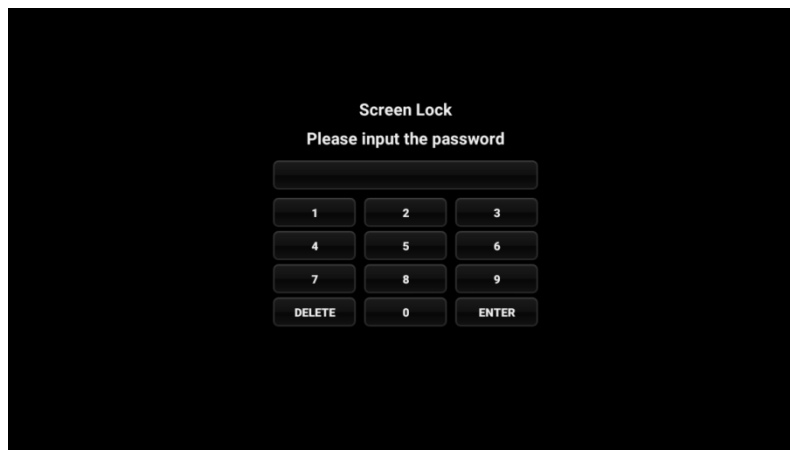 Screen Lock
Please input the password
1 2 3
4 5 6
7 8 9
DELETE 0 ENTER